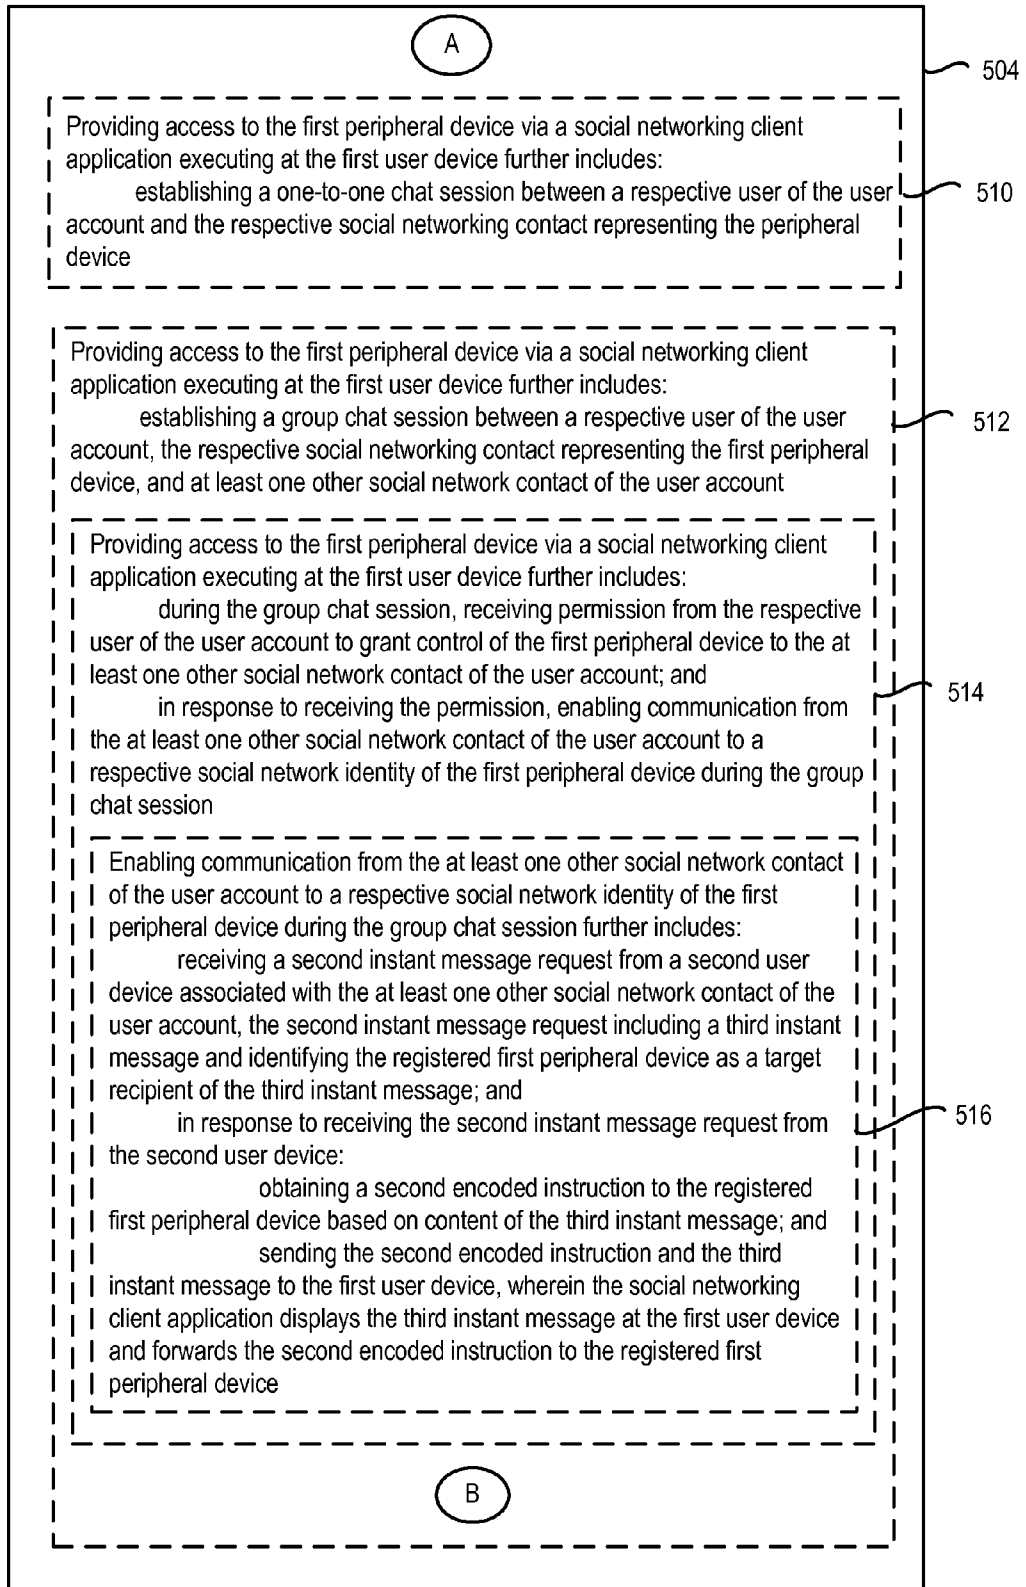 A
504
Providing access to the first peripheral device via a social networking client
application executing at the first user device further includes:
establishing a one-to-one chat session between a respective user of the user
account and the respective social networking contact representing the peripheral
device
510
Providing access to the first peripheral device via a social networking client
application executing at the first user device further includes:
establishing a group chat session between a respective user of the user
account, the respective social networking contact representing the first peripheral
device, and at least one other social network contact of the user account
512
Providing access to the first peripheral device via a social networking client
application executing at the first user device further includes:
during the group chat session, receiving permission from the respective
user of the user account to grant control of the first peripheral device to the at
least one other social network contact of the user account; and
in response to receiving the permission, enabling communication from
the at least one other social network contact of the user account to a
respective social network identity of the first peripheral device during the group
chat session
514
Enabling communication from the at least one other social network contact
of the user account to a respective social network identity of the first
peripheral device during the group chat session further includes:
receiving a second instant message request from a second user
device associated with the at least one other social network contact of the
user account, the second instant message request including a third instant
message and identifying the registered first peripheral device as a target
recipient of the third instant message; and
in response to receiving the second instant message request from
the second user device:
obtaining a second encoded instruction to the registered
first peripheral device based on content of the third instant message; and
sending the second encoded instruction and the third
instant message to the first user device, wherein the social networking
client application displays the third instant message at the first user device
and forwards the second encoded instruction to the registered first
peripheral device
516
B